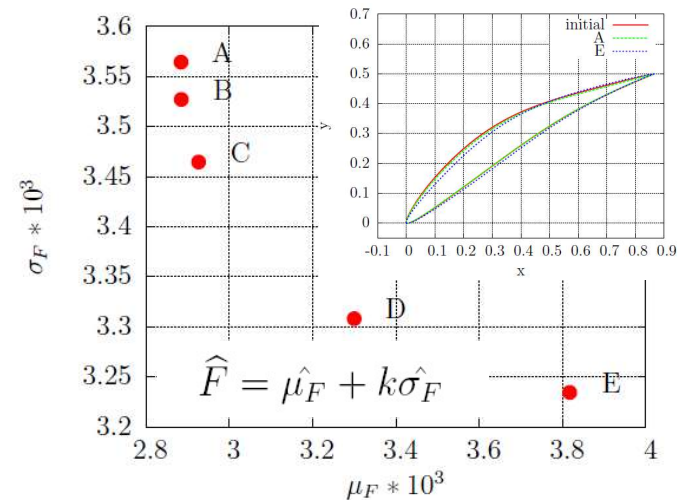 3.6
3.55
3.5
3.45
3.4
3.35
3.3
3.25
3.2
2.8 3 3.2 3.4 3.6 3.8 4
σ_F * 10^3
μ_F * 10^3
A
B
C
D
E
F̂ = μ̂_F + kσ̂_F
0.7
0.6
0.5
0.4
0.3
0.2
0.1
0
-0.1 0 0.1 0.2 0.3 0.4 0.5 0.6 0.7 0.8 0.9
y
x
initial
A
E